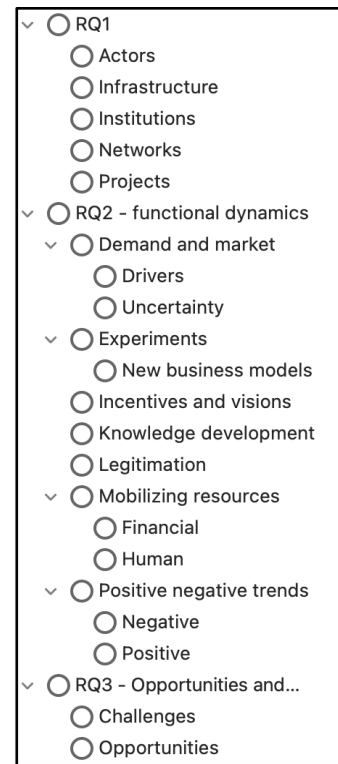 RQ1
Actors
Infrastructure
Institutions
Networks
Projects
RQ2 - functional dynamics
Demand and market
Drivers
Uncertainty
Experiments
New business models
Incentives and visions
Knowledge development
Legitimation
Mobilizing resources
Financial
Human
Positive negative trends
Negative
Positive
RQ3 - Opportunities and...
Challenges
Opportunities